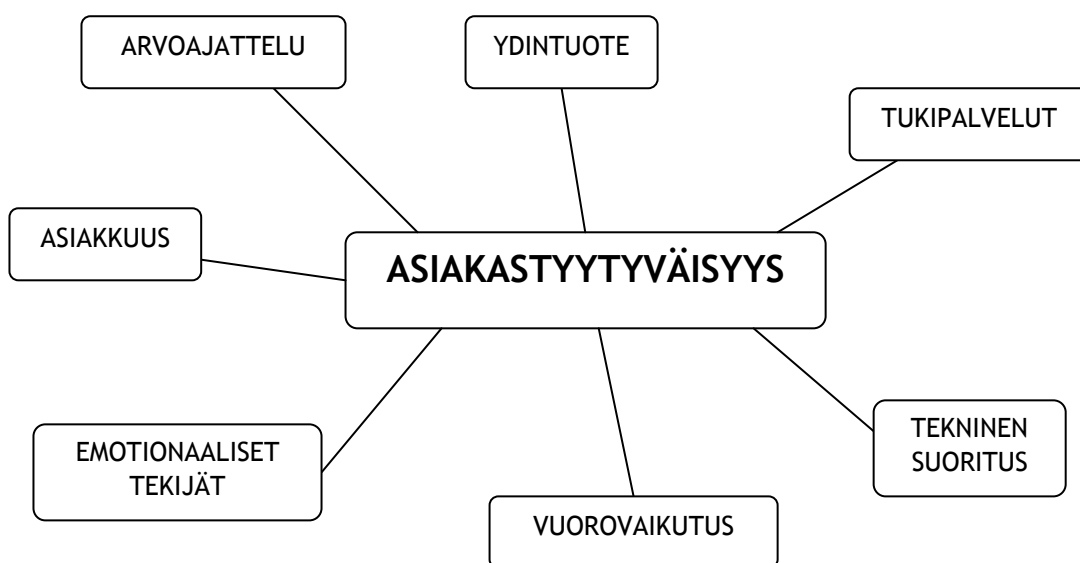 ARVOAJATTELU
YDINTUOTE
TUKIPALVELUT
ASIAKKUUS
ASIAKASTYYTYVÄISYYS
EMOTIONAALISET
TEKIJÄT
TEKNINEN
SUORITUS
VUOROVAIKUTUS